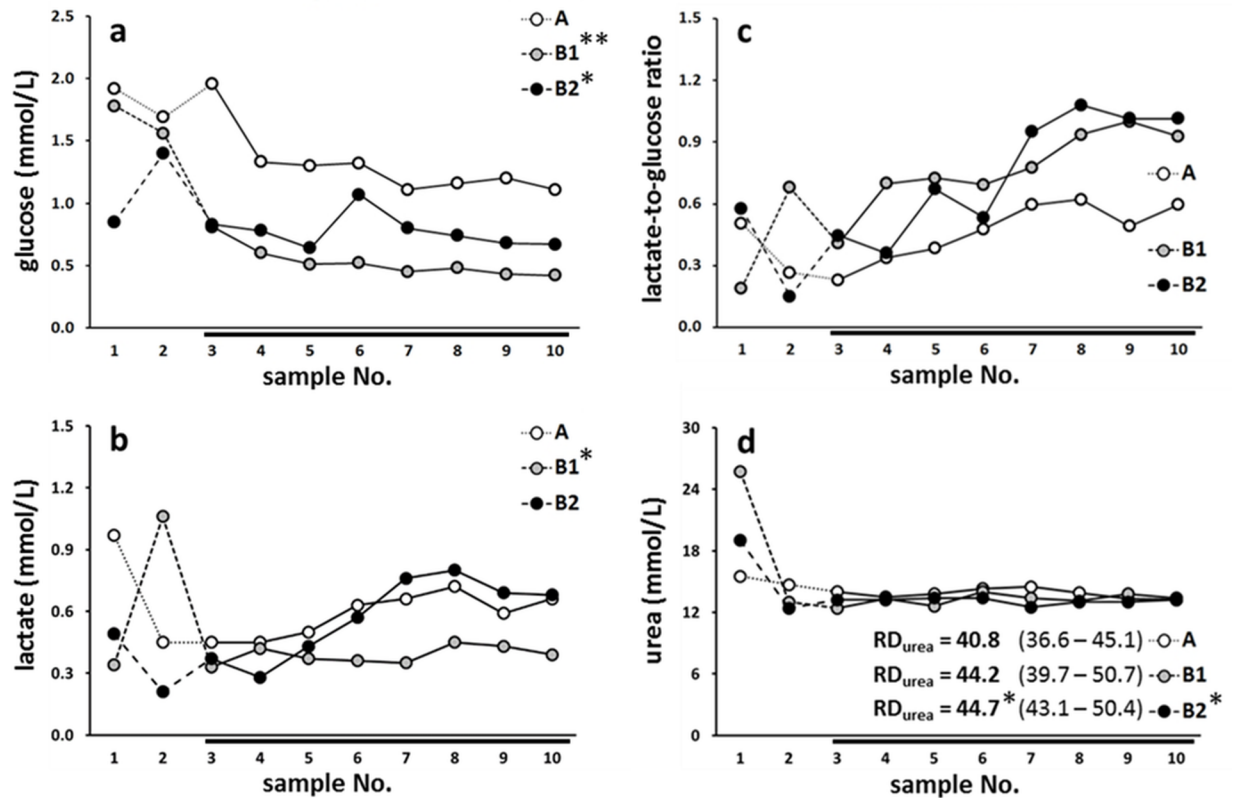 a
glucose (mmol/L)
2.5
2.0
1.5
1.0
0.5
0.0
A
B1**
B2*
1 2 3 4 5 6 7 8 9 10
sample No.
c
lactate-to-glucose ratio
1.5
1.2
0.9
0.6
0.3
0.0
A
B1
B2
1 2 3 4 5 6 7 8 9 10
sample No.
b
lactate (mmol/L)
1.5
1.2
0.9
0.6
0.3
0.0
A
B1*
B2
1 2 3 4 5 6 7 8 9 10
sample No.
d
urea (mmol/L)
30
24
18
12
6
0
RDurea = 40.8 (36.6 – 45.1) A
RDurea = 44.2 (39.7 – 50.7) B1
RDurea = 44.7* (43.1 – 50.4) B2*
1 2 3 4 5 6 7 8 9 10
sample No.